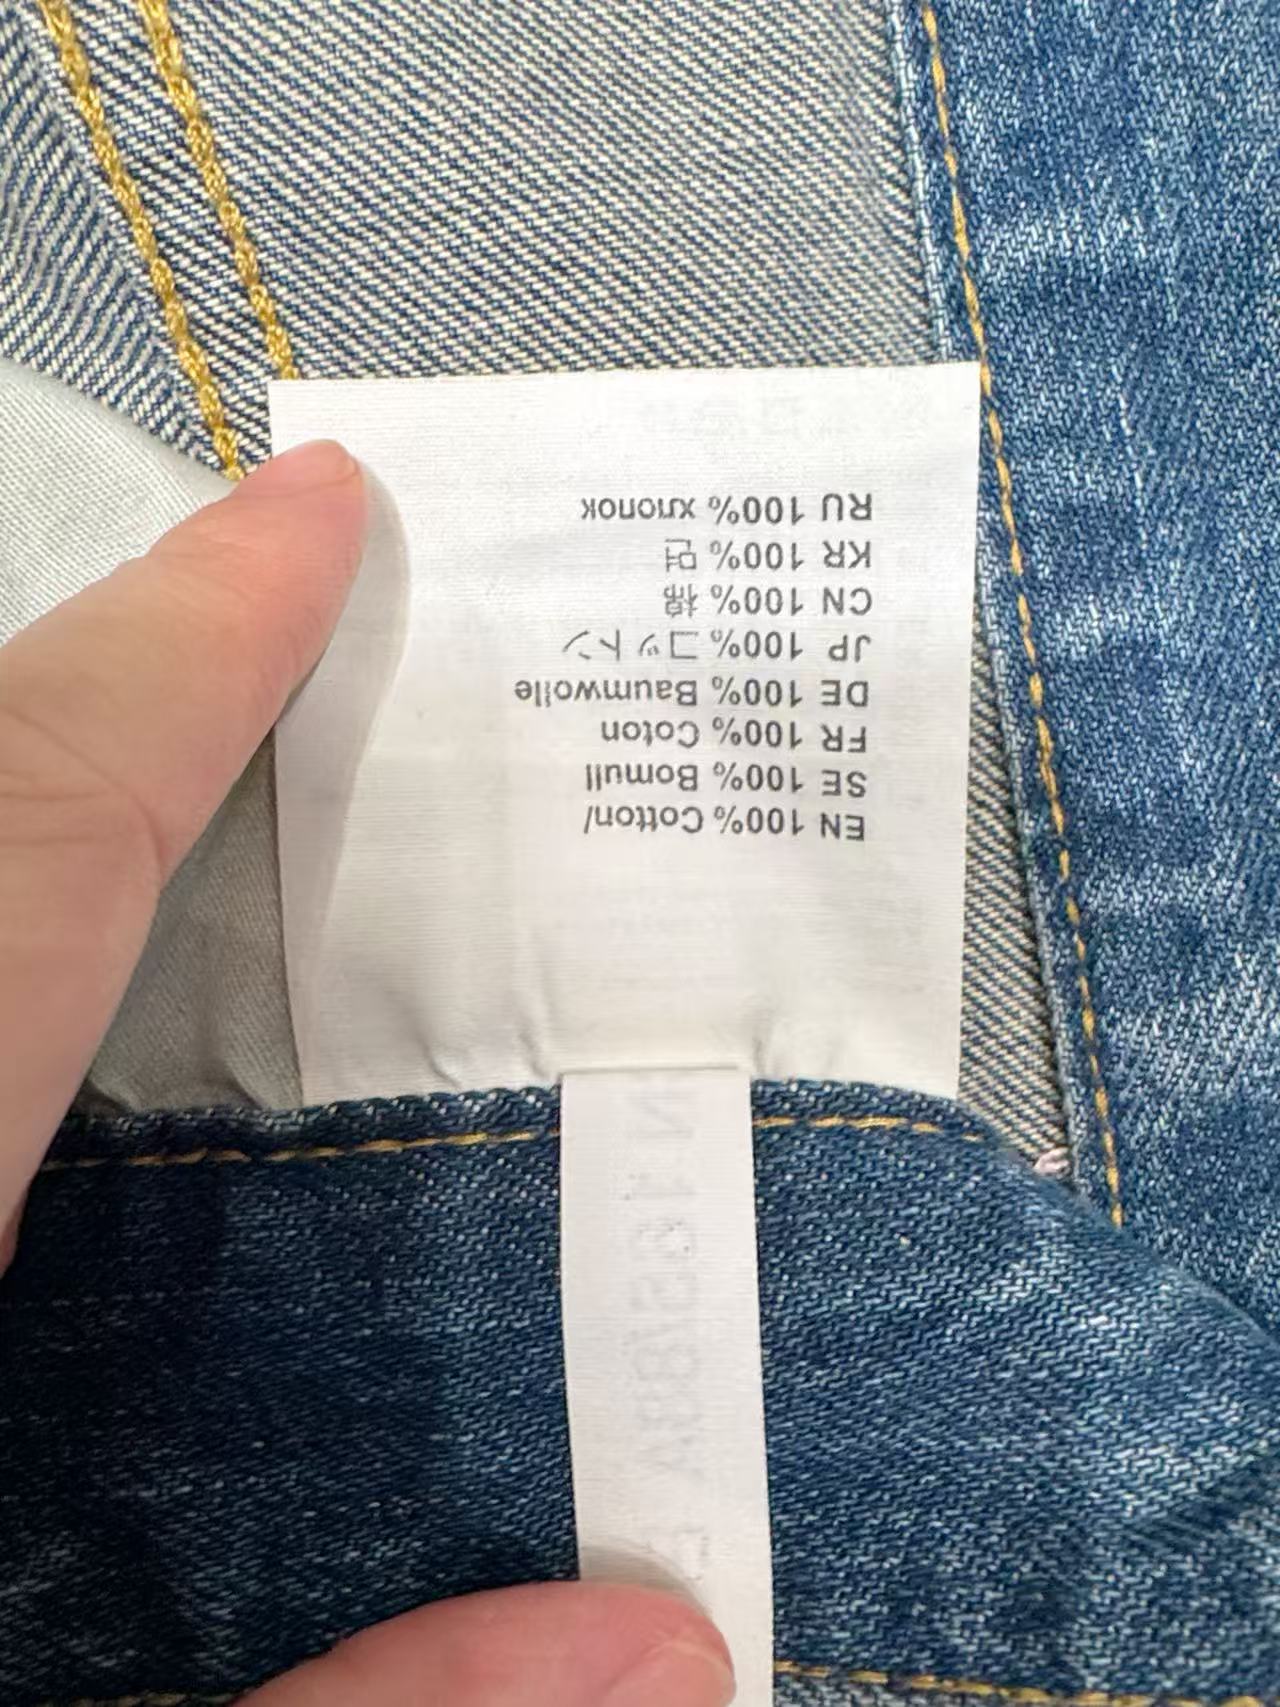 EN 100% Cotton/
SE 100% Bomull
FR 100% Coton
DE 100% Baumwolle
JP 100% コットン
CN 100% 棉
KR 100% 면
RU 100% хлопок